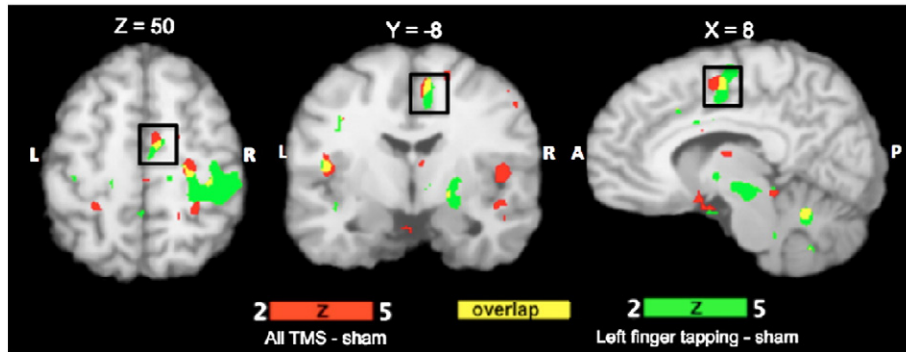 Z = 50 Y = -8 X = 8
L R L R A P
2 Z 5 overlap 2 Z 5
All TMS - sham Left finger tapping - sham